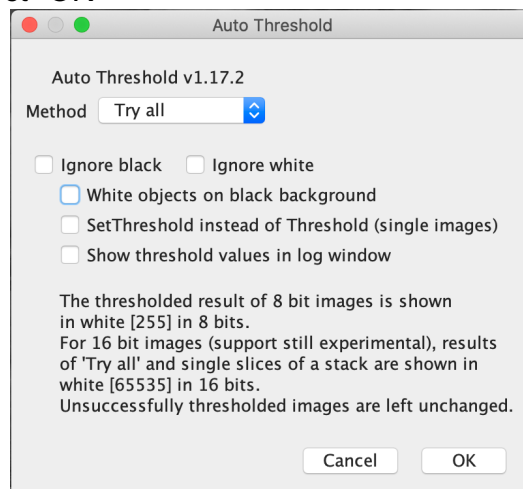 Auto Threshold
Auto Threshold v1.17.2
Method Try all
Ignore black Ignore white
White objects on black background
SetThreshold instead of Threshold (single images)
Show threshold values in log window
The thresholded result of 8 bit images is shown
in white [255] in 8 bits.
For 16 bit images (support still experimental), results
of 'Try all' and single slices of a stack are shown in
white [65535] in 16 bits.
Unsuccessfully thresholded images are left unchanged.
Cancel OK